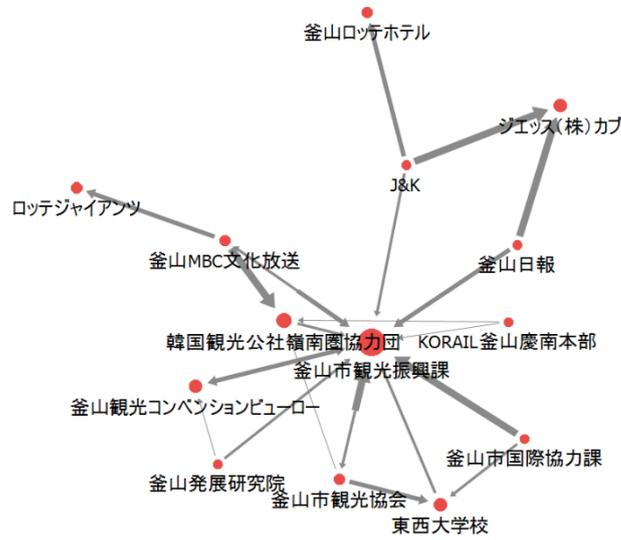 釜山ロッテホテル
ジエッス(株)カブ
J&K
ロッテジャイアンツ
釜山MBC文化放送
釜山日報
韓国観光公社嶺南圏協力団
KORAIL釜山慶南本部
釜山市観光振興課
釜山観光コンベンションビューロー
釜山市国際協力課
釜山発展研究院
釜山市観光協会
東西大学校